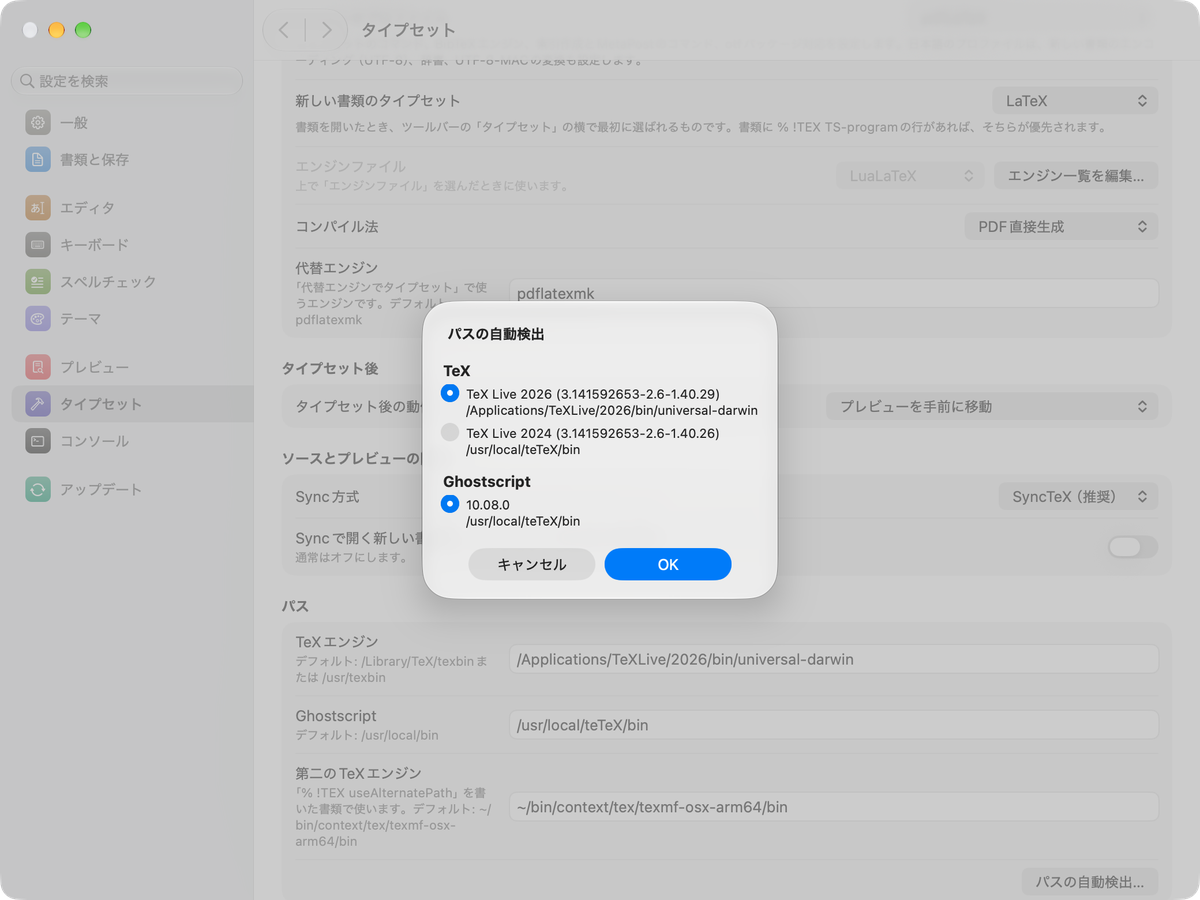 タイプセット
設定を検索
一般
書類と保存
エディタ
キーボード
スペルチェック
テーマ
プレビュー
タイプセット
コンソール
アップデート
ーディング（UTF-8）、辞書、UTF-8-MACの変換も設定します。
新しい書類のタイプセット
LaTeX
書類を開いたとき、ツールバーの「タイプセット」の横で最初に選ばれるものです。書類に % !TEX TS-programの行があれば、そちらが優先されます。
エンジンファイル
上で「エンジンファイル」を選んだときに使います。
LuaLaTeX
エンジン一覧を編集...
コンパイル法
PDF直接生成
代替エンジン
「代替エンジンでタイプセット」で使
うエンジンです。デフォルト:
pdflatexmk
pdflatexmk
タイプセット後
タイプセット後の動
プレビューを手前に移動
ソースとプレビューの
Sync方式
SyncTeX（推奨）
Syncで開く新しい
通常はオフにします。
パスの自動検出
TeX
TeX Live 2026 (3.141592653-2.6-1.40.29)
/Applications/TeXLive/2026/bin/universal-darwin
TeX Live 2024 (3.141592653-2.6-1.40.26)
/usr/local/teTeX/bin
Ghostscript
10.08.0
/usr/local/teTeX/bin
キャンセル
OK
パス
TeXエンジン
デフォルト: /Library/TeX/texbinま
たは /usr/texbin
/Applications/TeXLive/2026/bin/universal-darwin
Ghostscript
デフォルト: /usr/local/bin
/usr/local/teTeX/bin
第二のTeXエンジン
「% !TEX useAlternatePath」を書
いた書類で使います。デフォルト: ~/
bin/context/tex/texmf-osx-
arm64/bin
~/bin/context/tex/texmf-osx-arm64/bin
パスの自動検出...